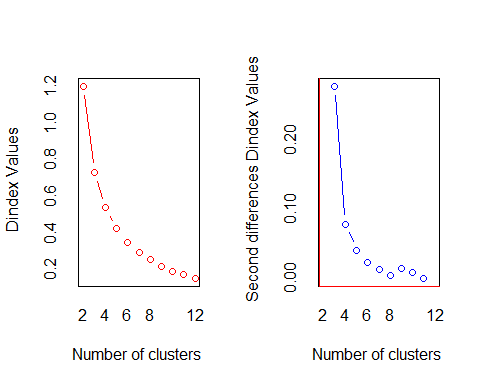 Dindex Values
0.2 0.4 0.6 0.8 1.0 1.2
2 4 6 8 12
Number of clusters
Second differences Dindex Values
0.00 0.10 0.20
2 4 6 8 12
Number of clusters